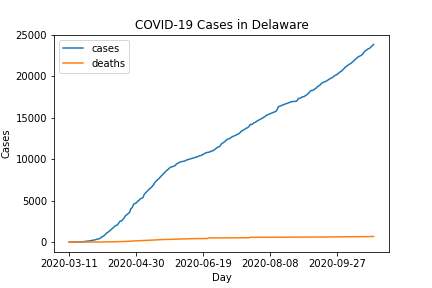 COVID-19 Cases in Delaware
cases
deaths
25000
20000
15000
10000
5000
0
Cases
2020-03-11 2020-04-30 2020-06-19 2020-08-08 2020-09-27
Day